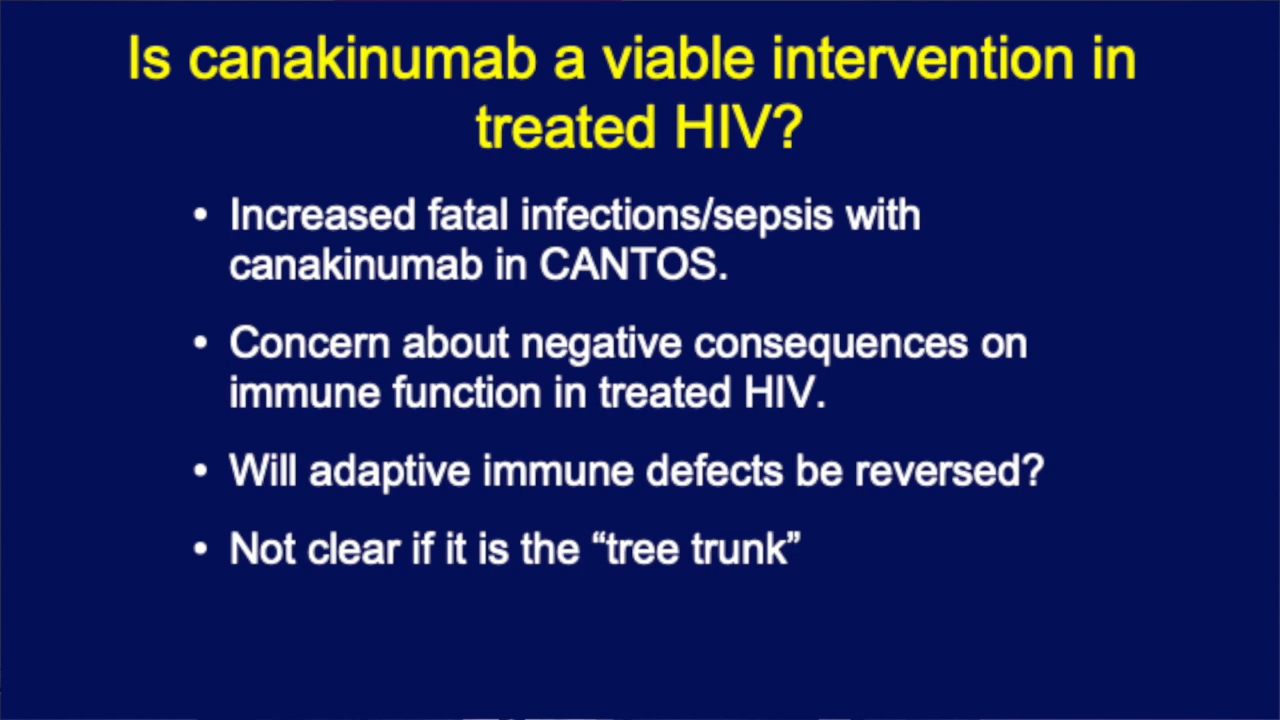 Is canakinumab a viable intervention in
treated HIV?
• Increased fatal infections/sepsis with
canakinumab in CANTOS.
• Concern about negative consequences on
immune function in treated HIV.
• Will adaptive immune defects be reversed?
• Not clear if it is the “tree trunk”